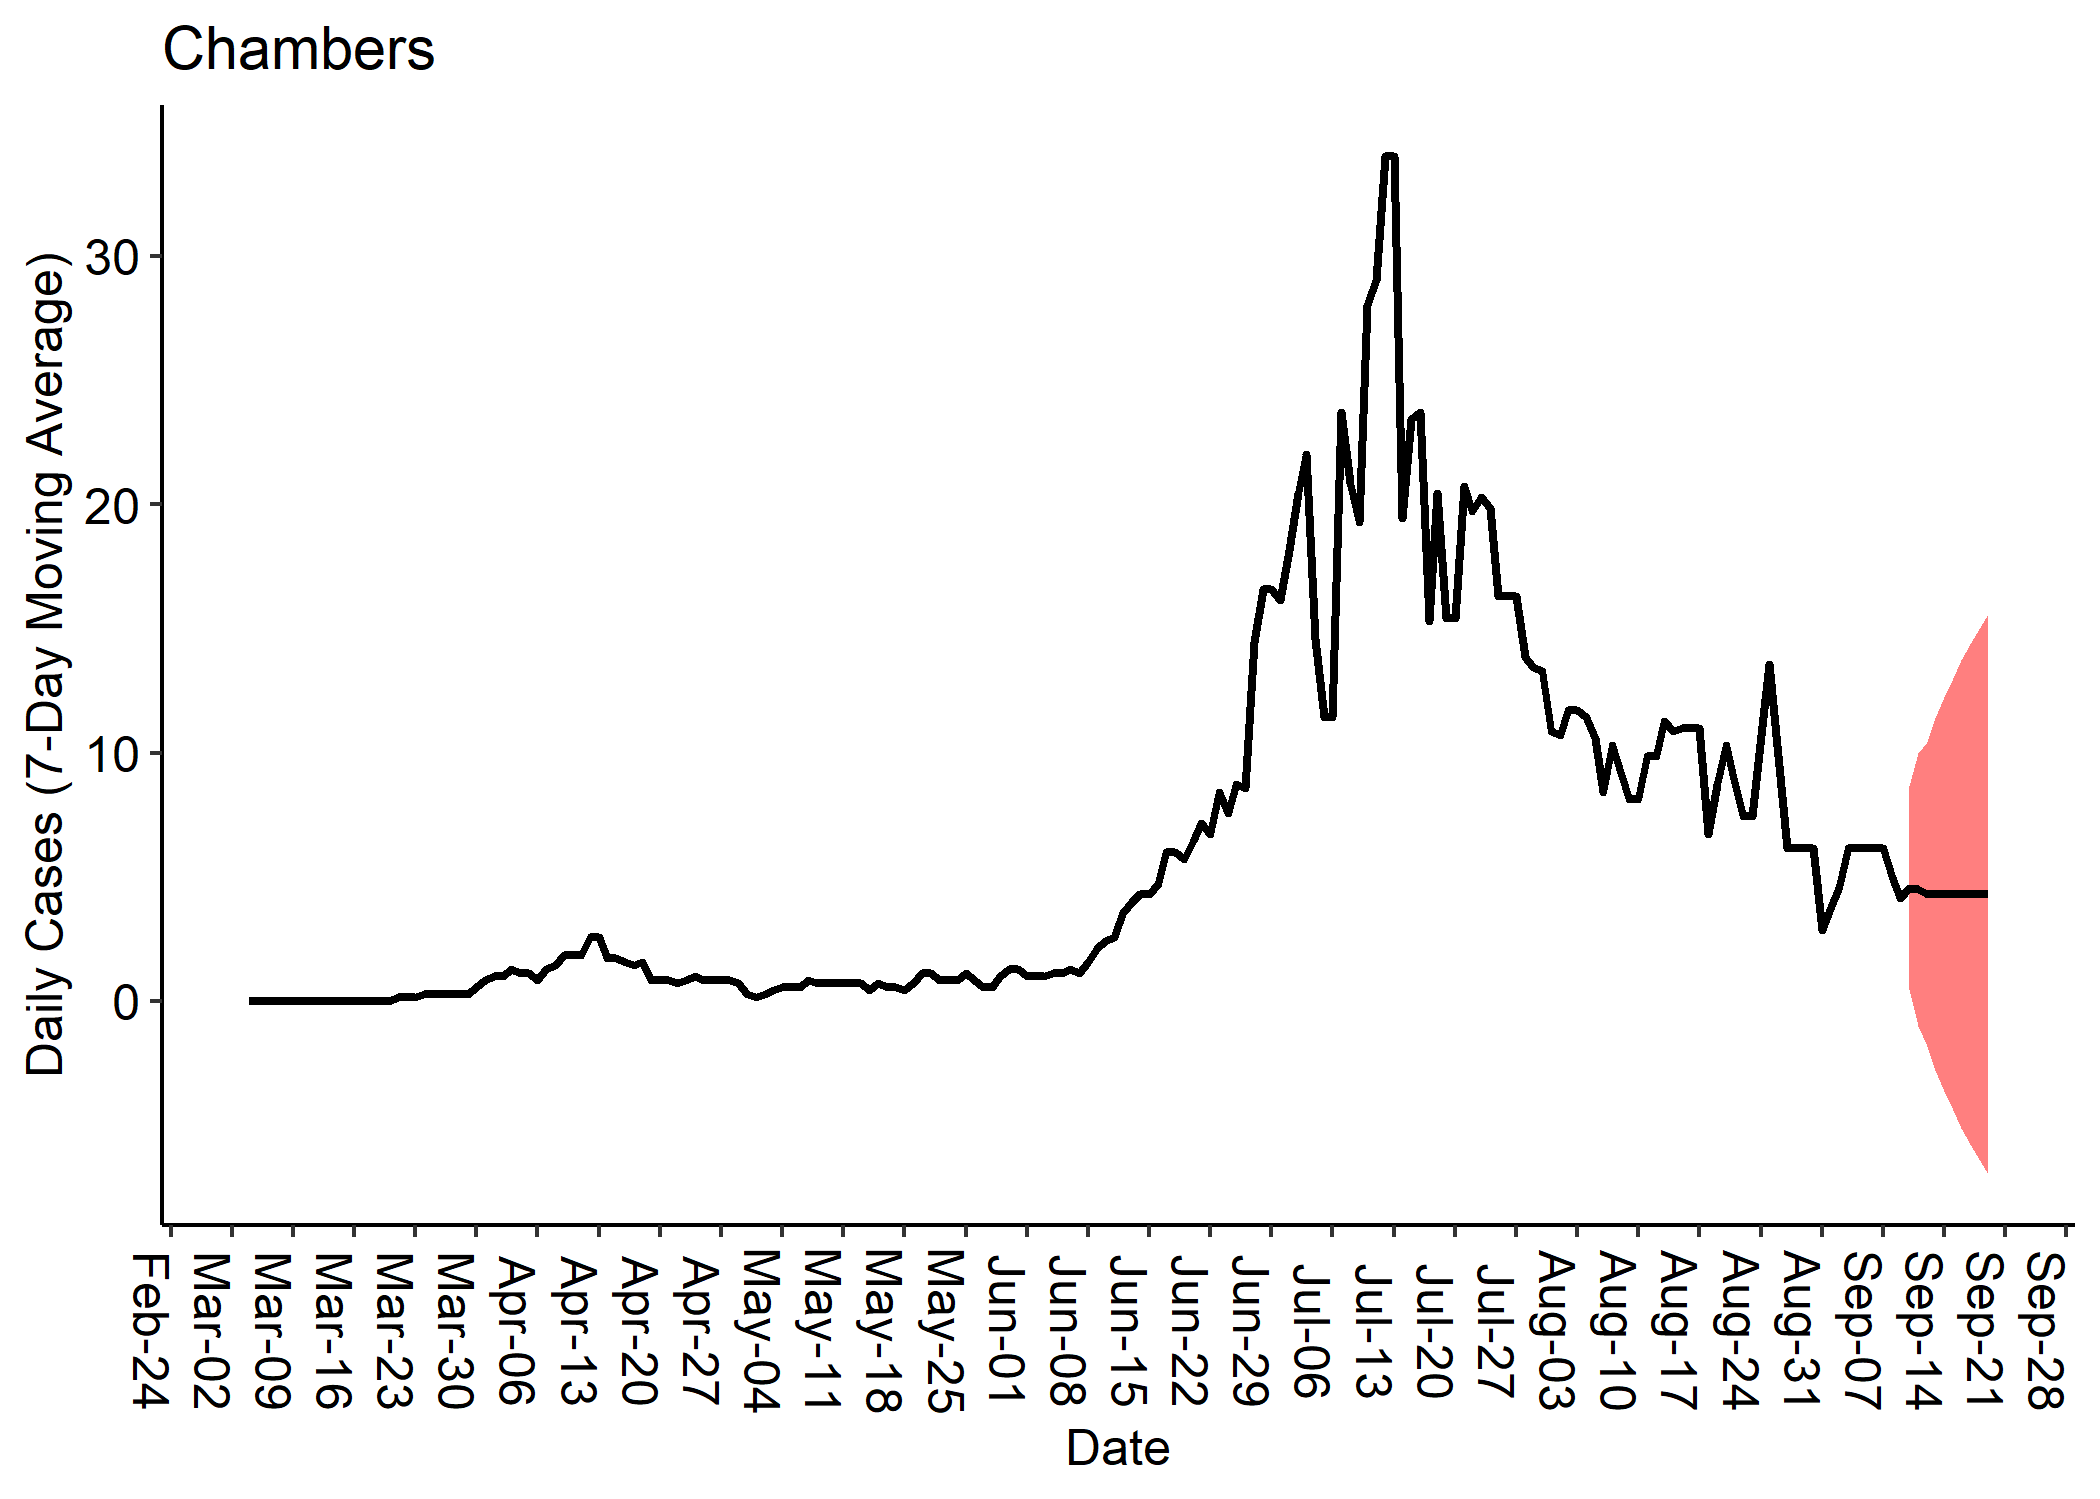 Chambers
Daily Cases (7-Day Moving Average)
30
20
10
0
Feb-24
Mar-02
Mar-09
Mar-16
Mar-23
Mar-30
Apr-06
Apr-13
Apr-20
Apr-27
May-04
May-11
May-18
May-25
Jun-01
Jun-08
Jun-15
Jun-22
Jun-29
Jul-06
Jul-13
Jul-20
Jul-27
Aug-03
Aug-10
Aug-17
Aug-24
Aug-31
Sep-07
Sep-14
Sep-21
Sep-28
Date